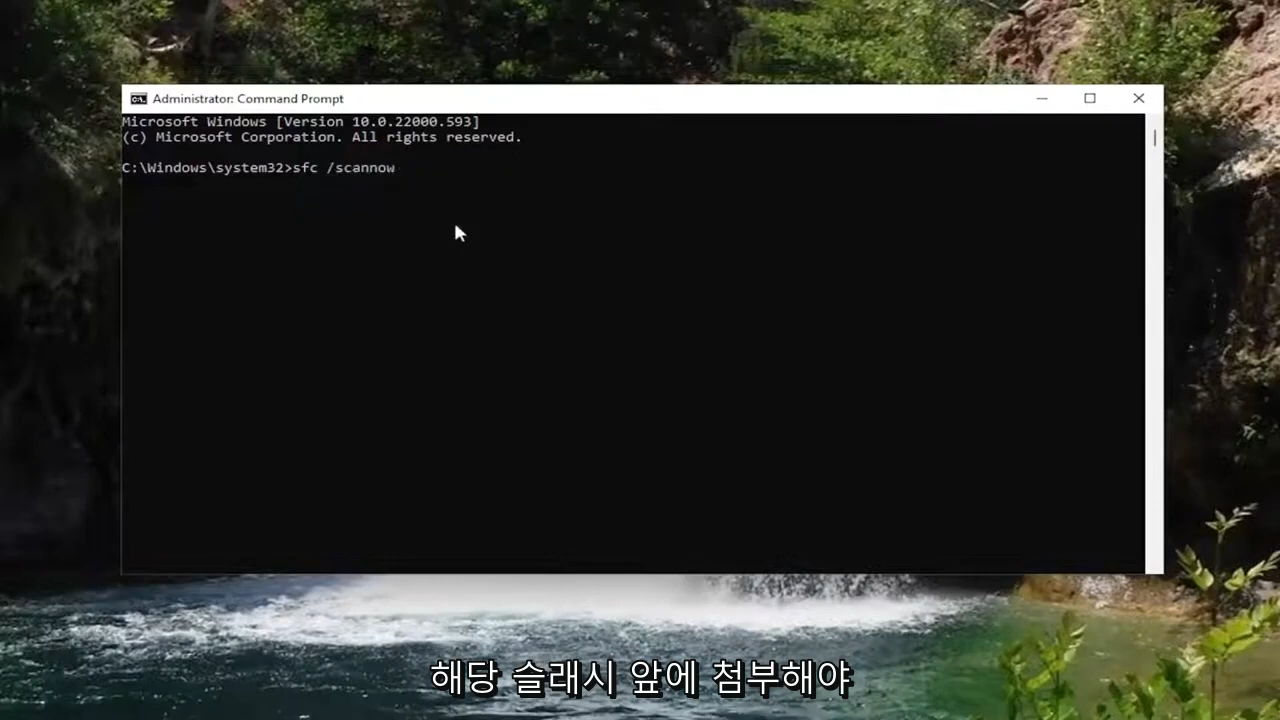 Administrator: Command Prompt
Microsoft Windows [Version 10.0.22000.593]
(c) Microsoft Corporation. All rights reserved.
C:\Windows\system32>sfc /scannow
해당 슬래시 앞에 첨부해야